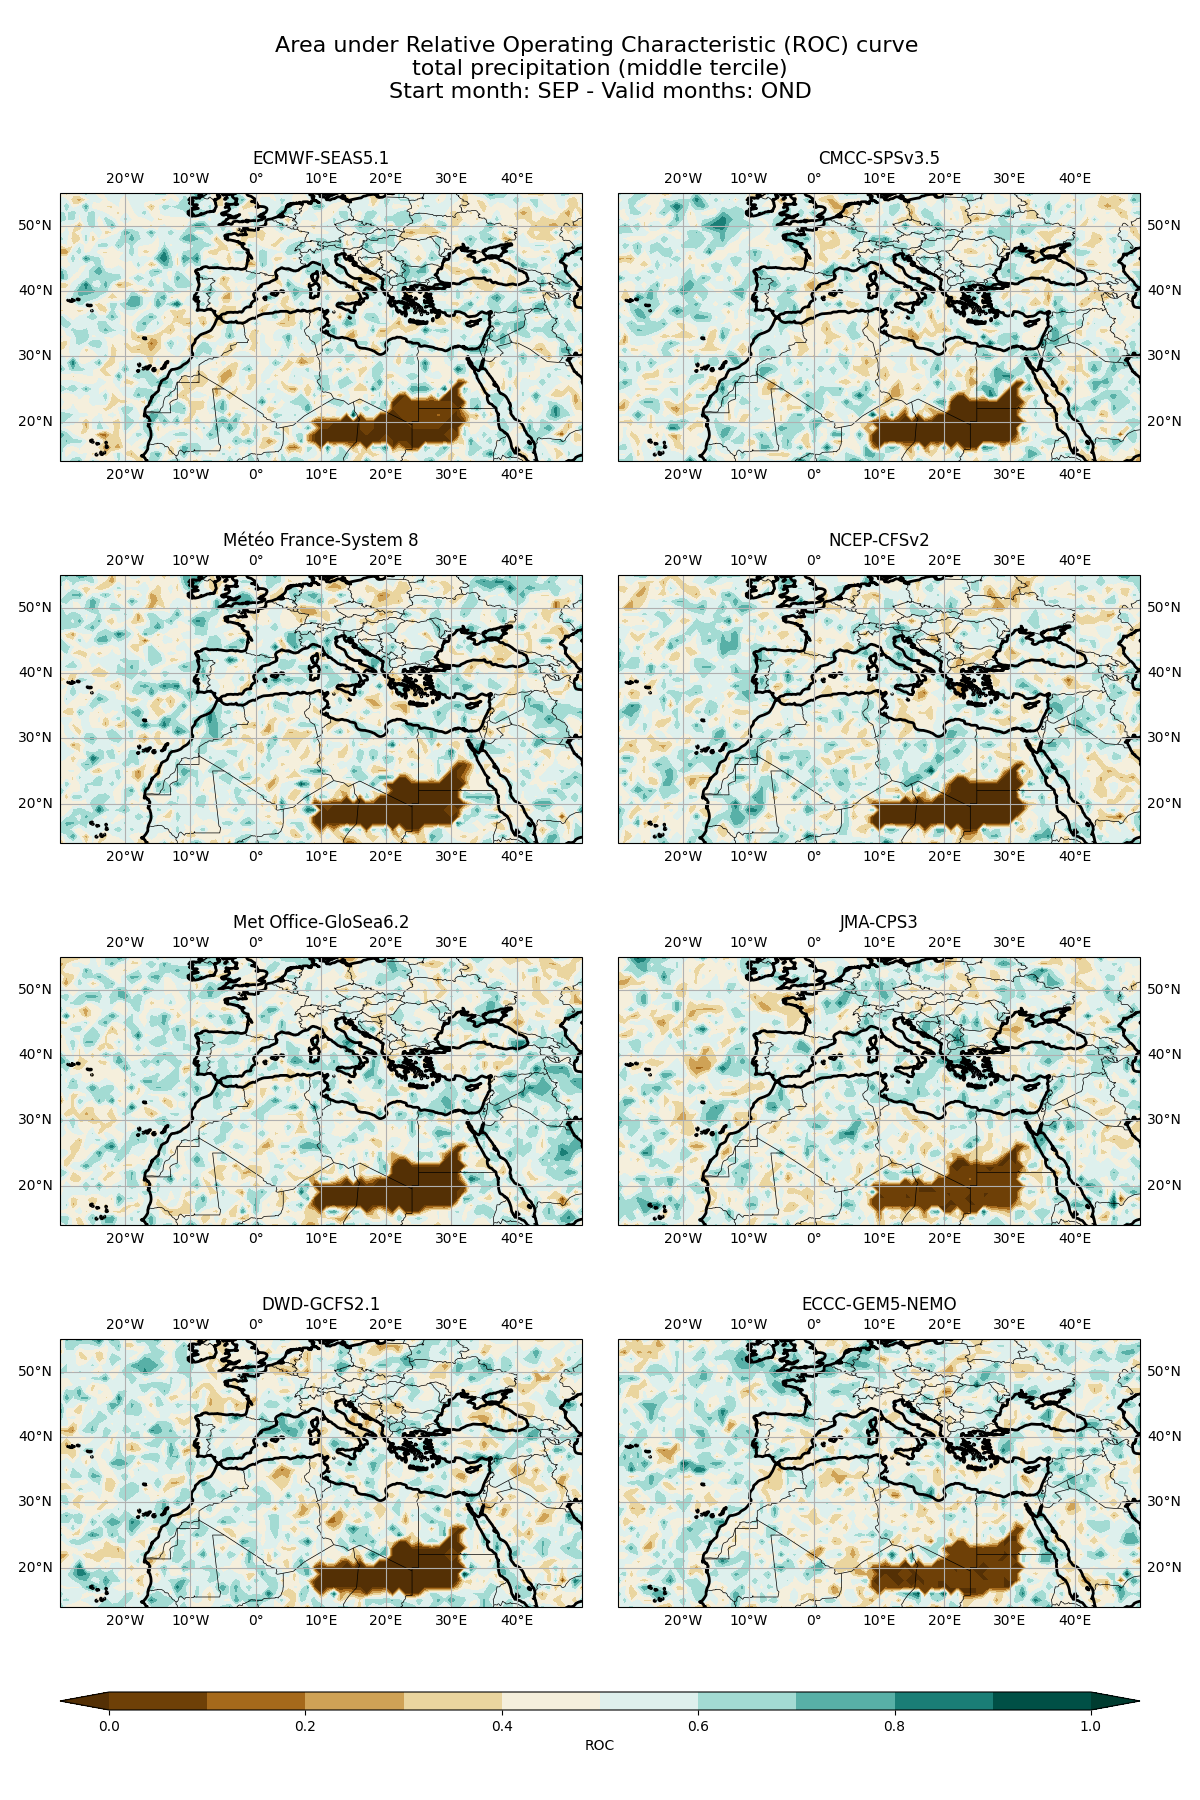 Area under Relative Operating Characteristic (ROC) curve
total precipitation (middle tercile)
Start month: SEP - Valid months: OND
ECMWF-SEAS5.1
20°W 10°W 0° 10°E 20°E 30°E 40°E
50°N
40°N
30°N
20°N
20°W 10°W 0° 10°E 20°E 30°E 40°E
CMCC-SPSv3.5
20°W 10°W 0° 10°E 20°E 30°E 40°E
50°N
40°N
30°N
20°N
20°W 10°W 0° 10°E 20°E 30°E 40°E
Météo France-System 8
20°W 10°W 0° 10°E 20°E 30°E 40°E
50°N
40°N
30°N
20°N
20°W 10°W 0° 10°E 20°E 30°E 40°E
NCEP-CFSv2
20°W 10°W 0° 10°E 20°E 30°E 40°E
50°N
40°N
30°N
20°N
20°W 10°W 0° 10°E 20°E 30°E 40°E
Met Office-GloSea6.2
20°W 10°W 0° 10°E 20°E 30°E 40°E
50°N
40°N
30°N
20°N
20°W 10°W 0° 10°E 20°E 30°E 40°E
JMA-CPS3
20°W 10°W 0° 10°E 20°E 30°E 40°E
50°N
40°N
30°N
20°N
20°W 10°W 0° 10°E 20°E 30°E 40°E
DWD-GCFS2.1
20°W 10°W 0° 10°E 20°E 30°E 40°E
50°N
40°N
30°N
20°N
20°W 10°W 0° 10°E 20°E 30°E 40°E
ECCC-GEM5-NEMO
20°W 10°W 0° 10°E 20°E 30°E 40°E
50°N
40°N
30°N
20°N
20°W 10°W 0° 10°E 20°E 30°E 40°E
0.0 0.2 0.4 0.6 0.8 1.0
ROC